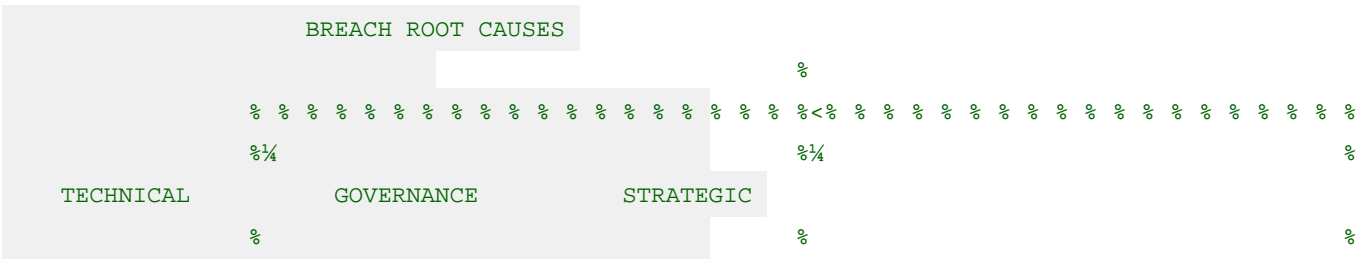 BREACH ROOT CAUSES
%
% % % % % % % % % % % % % % % % % % % %<% % % % % % % % % % % % % % % % % % %
%¼ %¼ %
TECHNICAL GOVERNANCE STRATEGIC
% % %